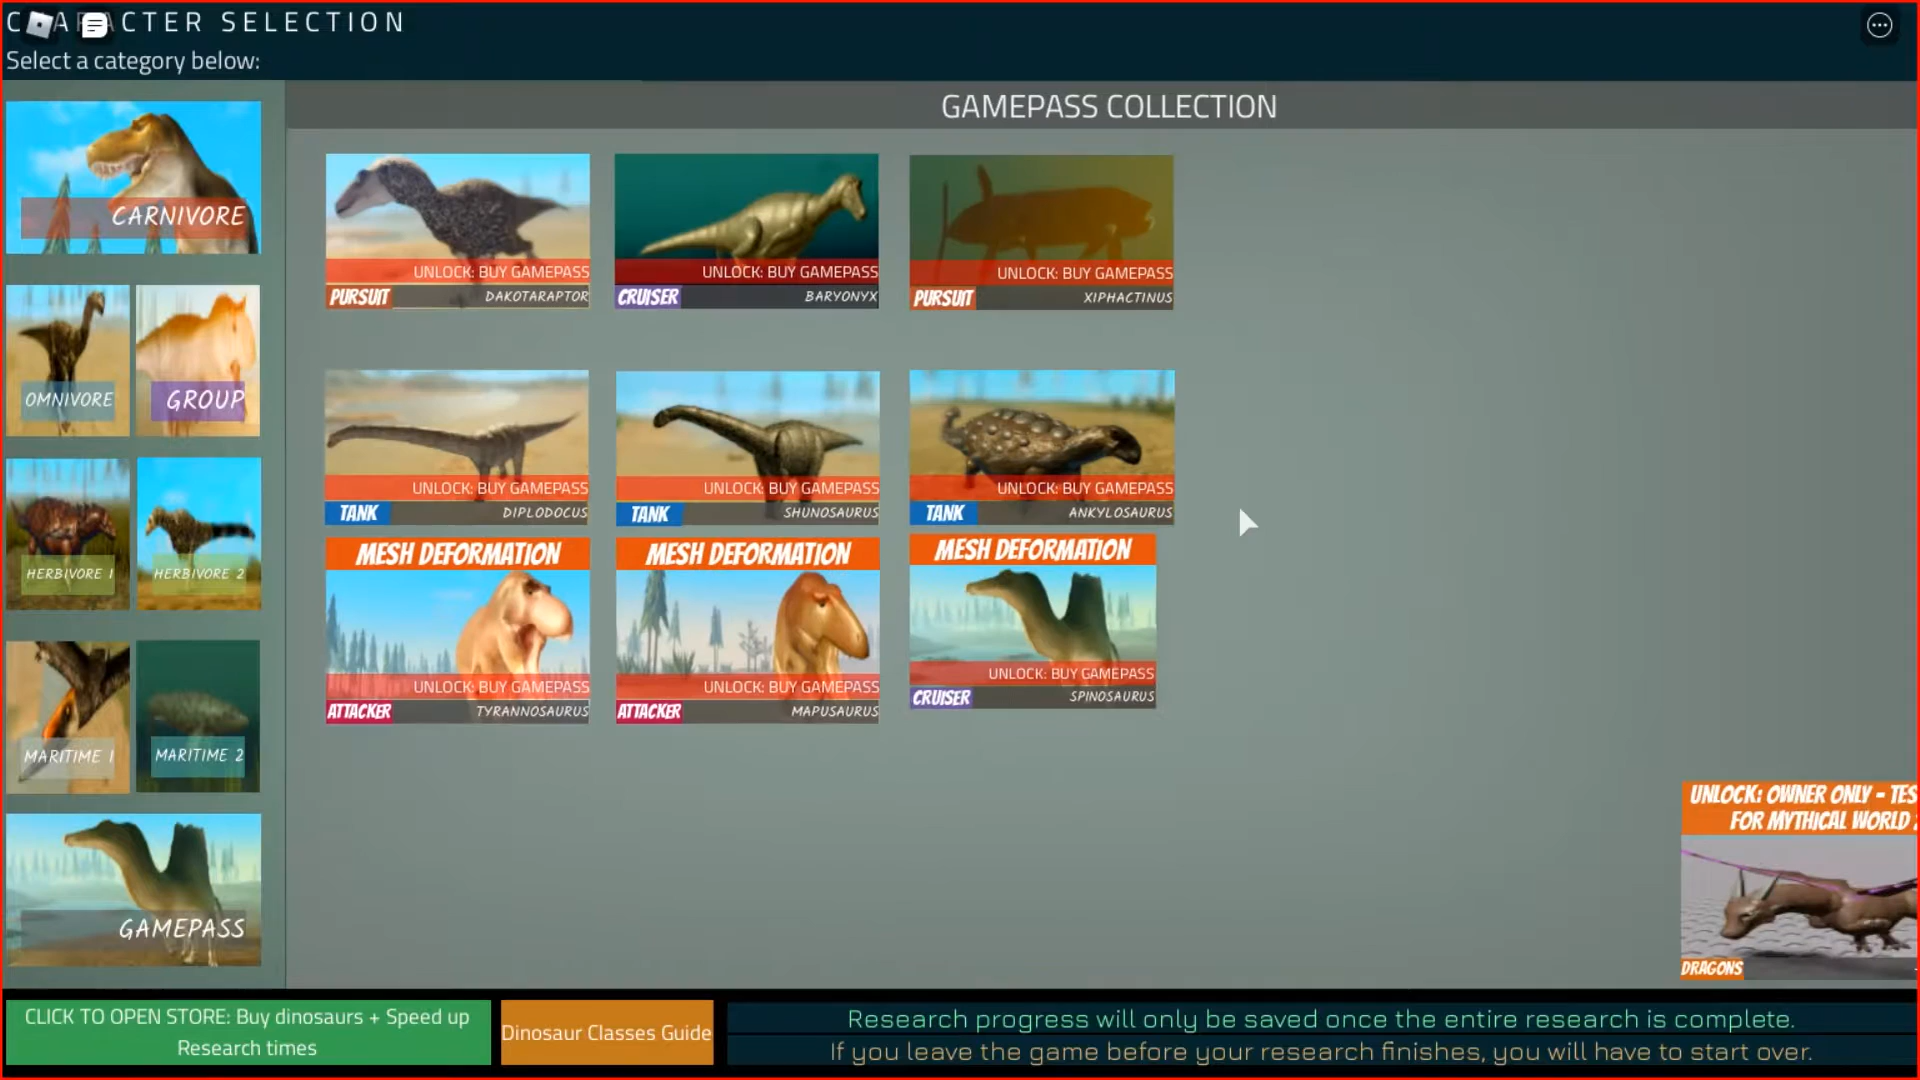 CHARACTER SELECTION
Select a category below:
GAMEPASS COLLECTION
CARNIVORE
OMNIVORE
GROUP
HERBIVORE 1
HERBIVORE 2
MARITIME 1
MARITIME 2
GAMEPASS
UNLOCK: BUY GAMEPASS
PURSUIT
DAKOTARAPTOR
UNLOCK: BUY GAMEPASS
CRUISER
BARYONYX
UNLOCK: BUY GAMEPASS
PURSUIT
XIPHACTINUS
UNLOCK: BUY GAMEPASS
TANK
DIPLODOCUS
UNLOCK: BUY GAMEPASS
TANK
SHUNOSAURUS
UNLOCK: BUY GAMEPASS
TANK
ANKYLOSAURUS
MESH DEFORMATION
UNLOCK: BUY GAMEPASS
ATTACKER
TYRANNOSAURUS
MESH DEFORMATION
UNLOCK: BUY GAMEPASS
ATTACKER
MAPUSAURUS
MESH DEFORMATION
UNLOCK: BUY GAMEPASS
CRUISER
SPINOSAURUS
UNLOCK: OWNER ONLY - TES
FOR MYTHICAL WORLD
DRAGONS
CLICK TO OPEN STORE: Buy dinosaurs + Speed up
Research times
Dinosaur Classes Guide
Research progress will only be saved once the entire research is complete.
If you leave the game before your research finishes, you will have to start over.